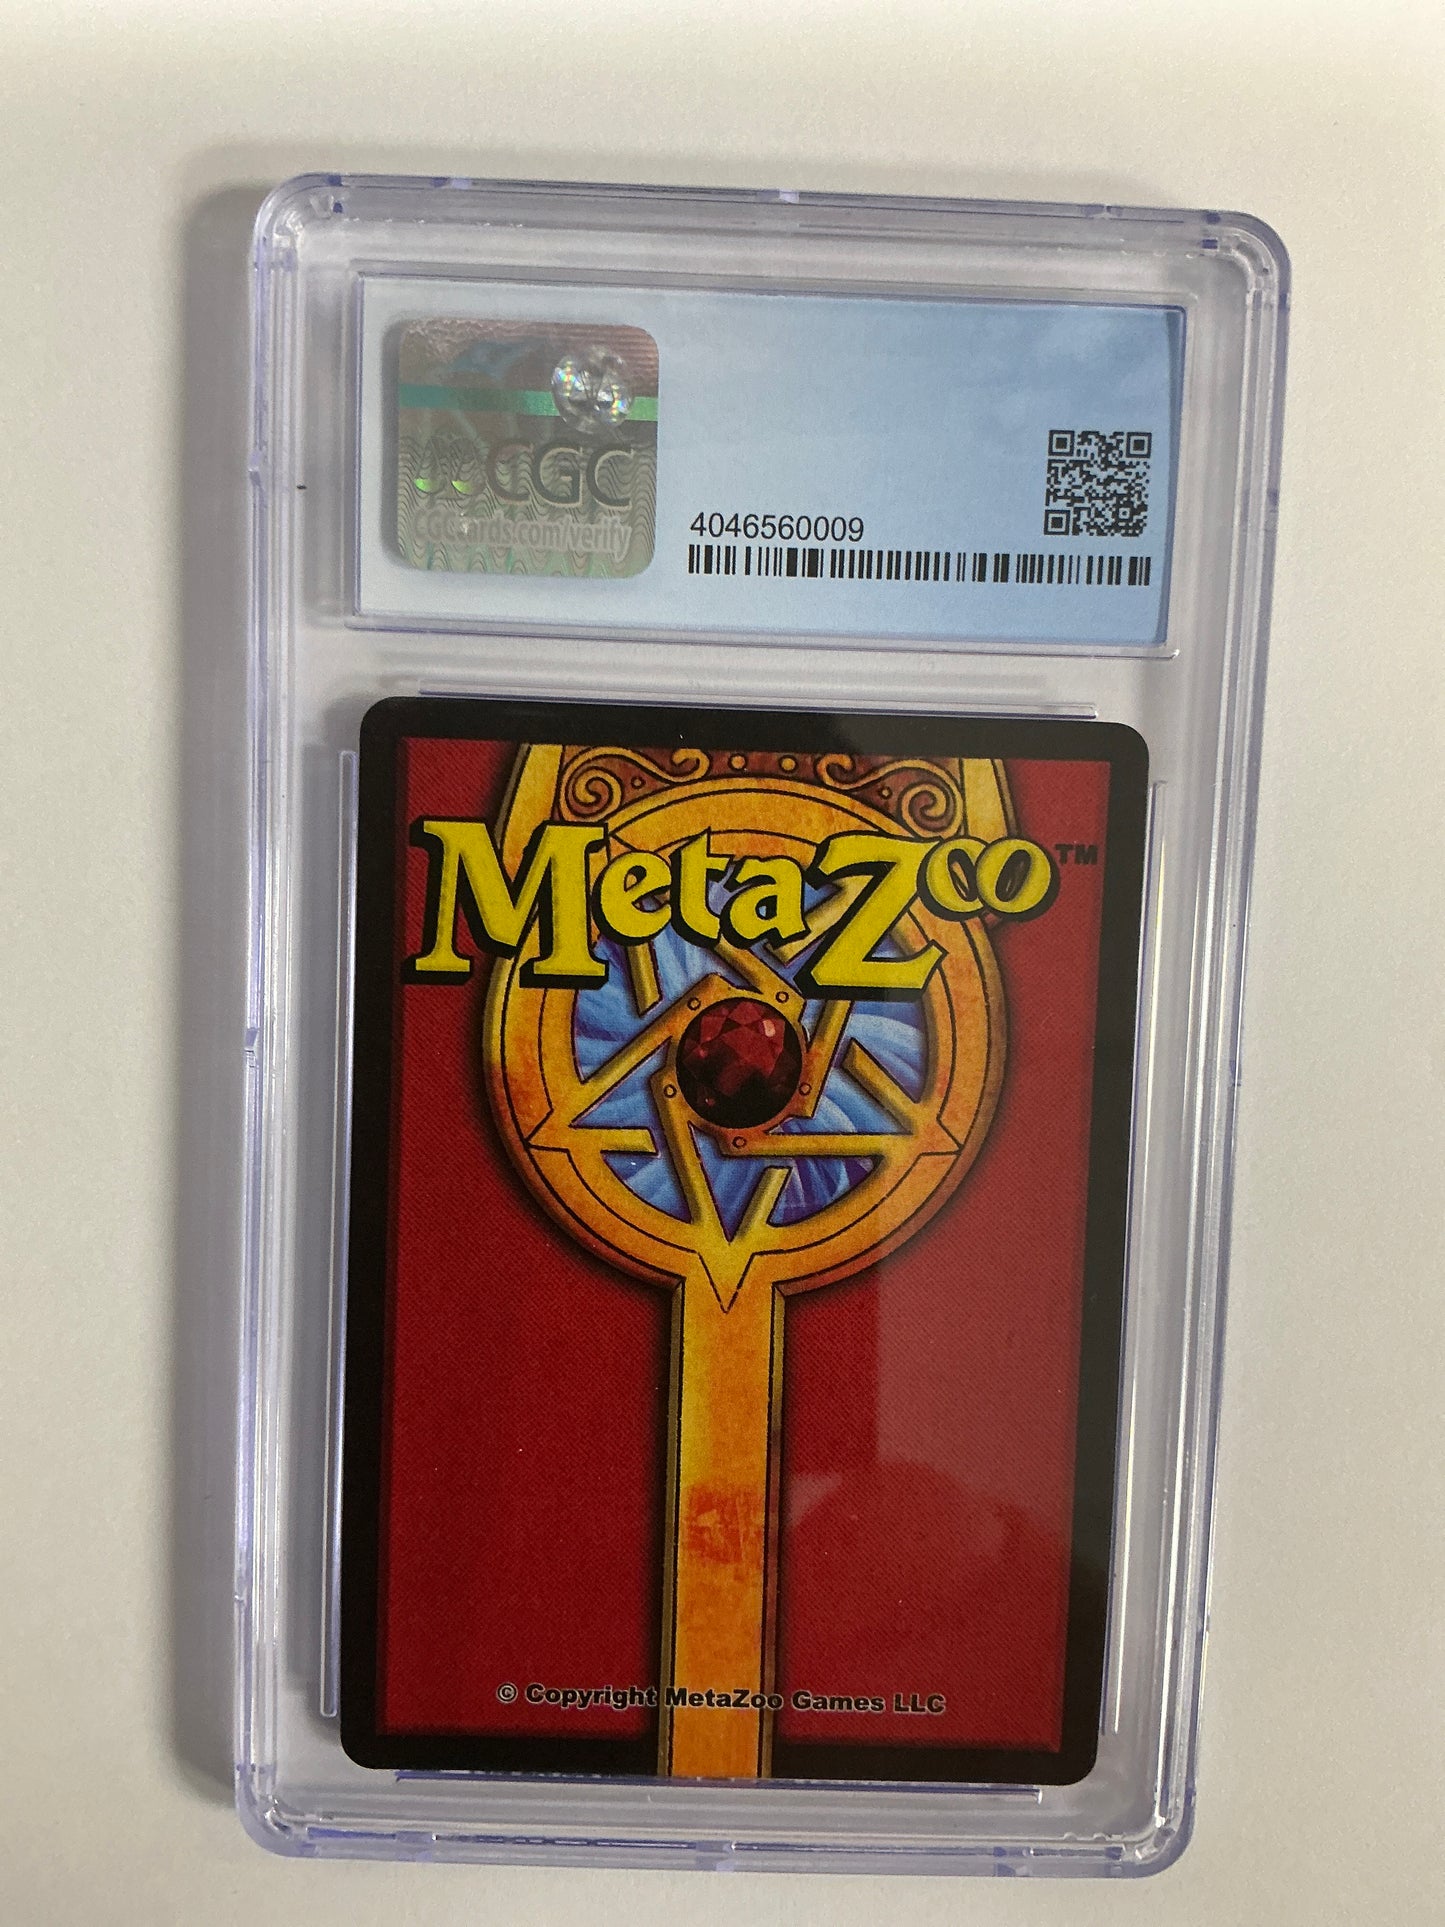 CGC
CGCcards.com/verify
4046560009
MetaZoo™
© Copyright MetaZoo Games LLC